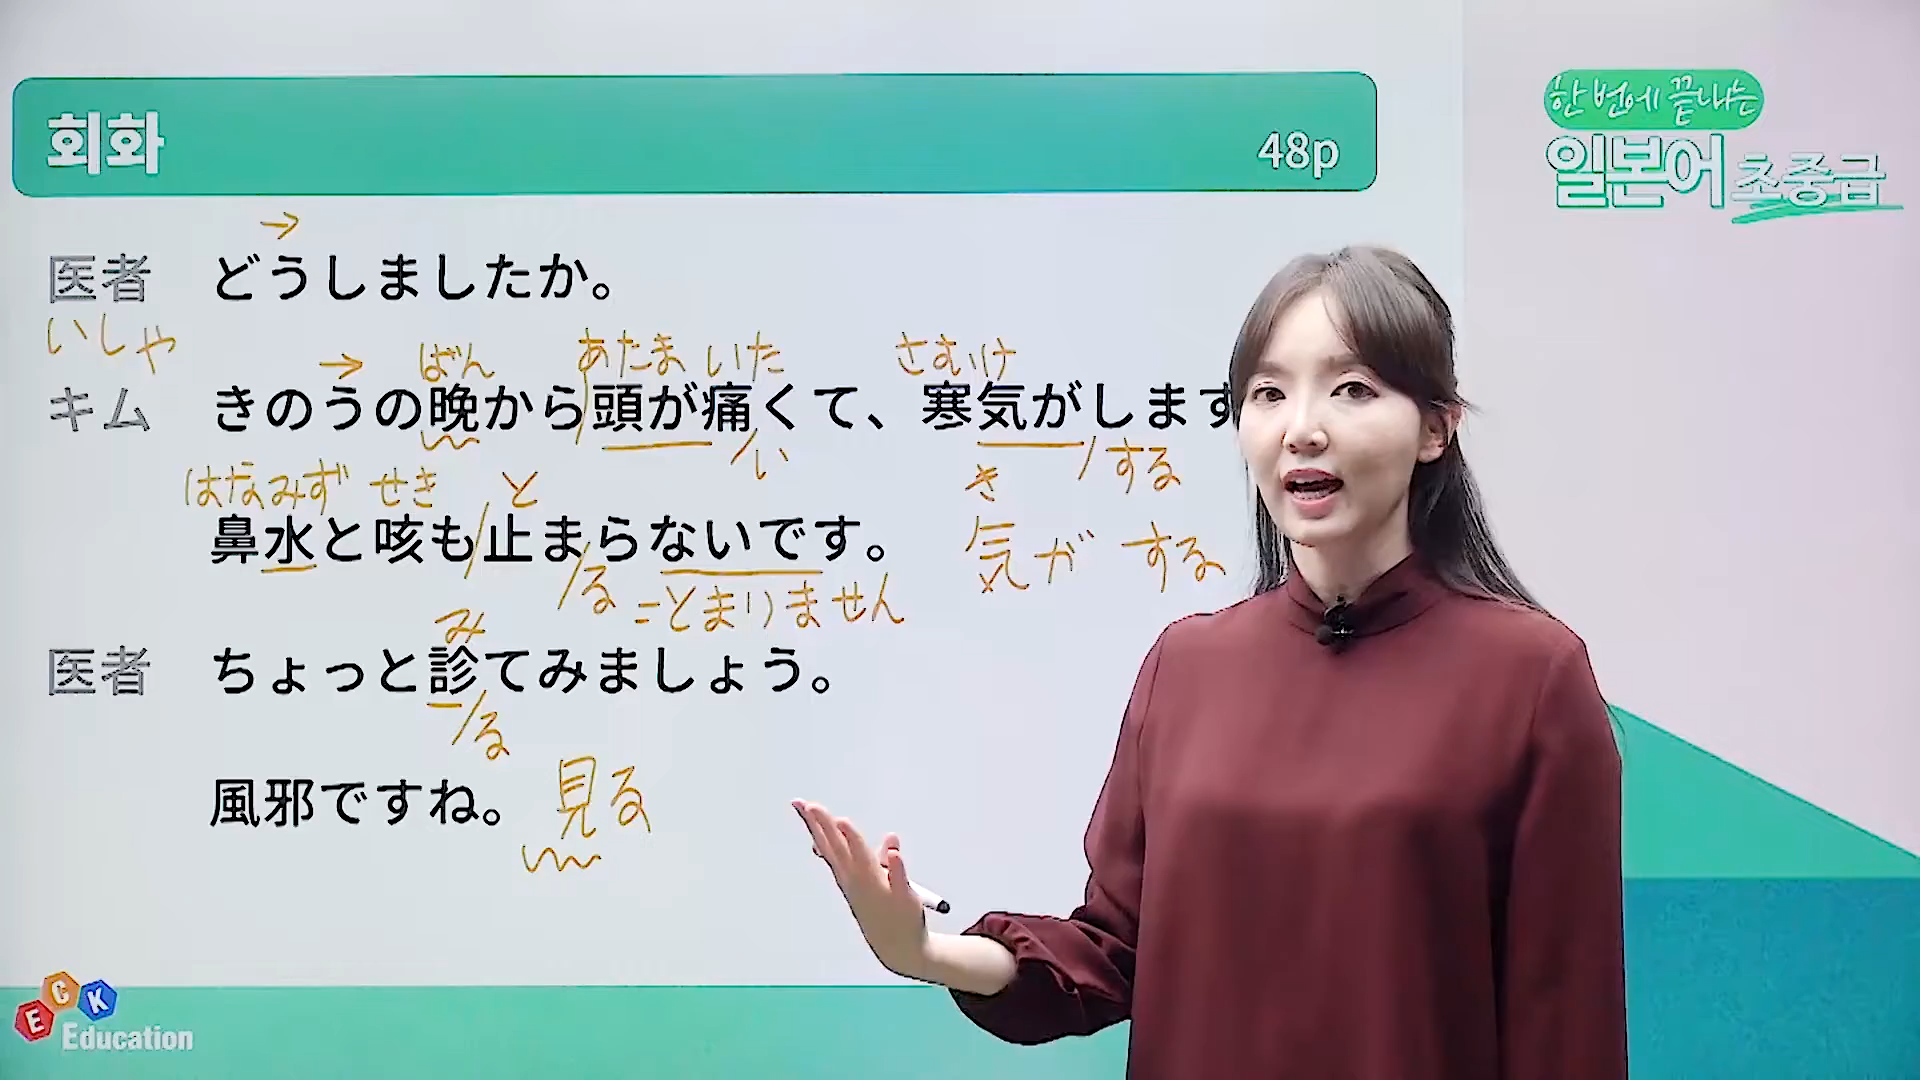 회화
48p
한 번에 끝내는
일본어 초중급
→
医者 どうしましたか。
いしゃ
→ ばん あたま いた さむけ
キム きのうの晩から頭が痛くて、寒気がします
い き する
はなみず せき と
鼻水と咳も止まらないです。
気がする
る =とまりません
み
医者 ちょっと診てみましょう。
る
風邪ですね。 見る
ECK
Education